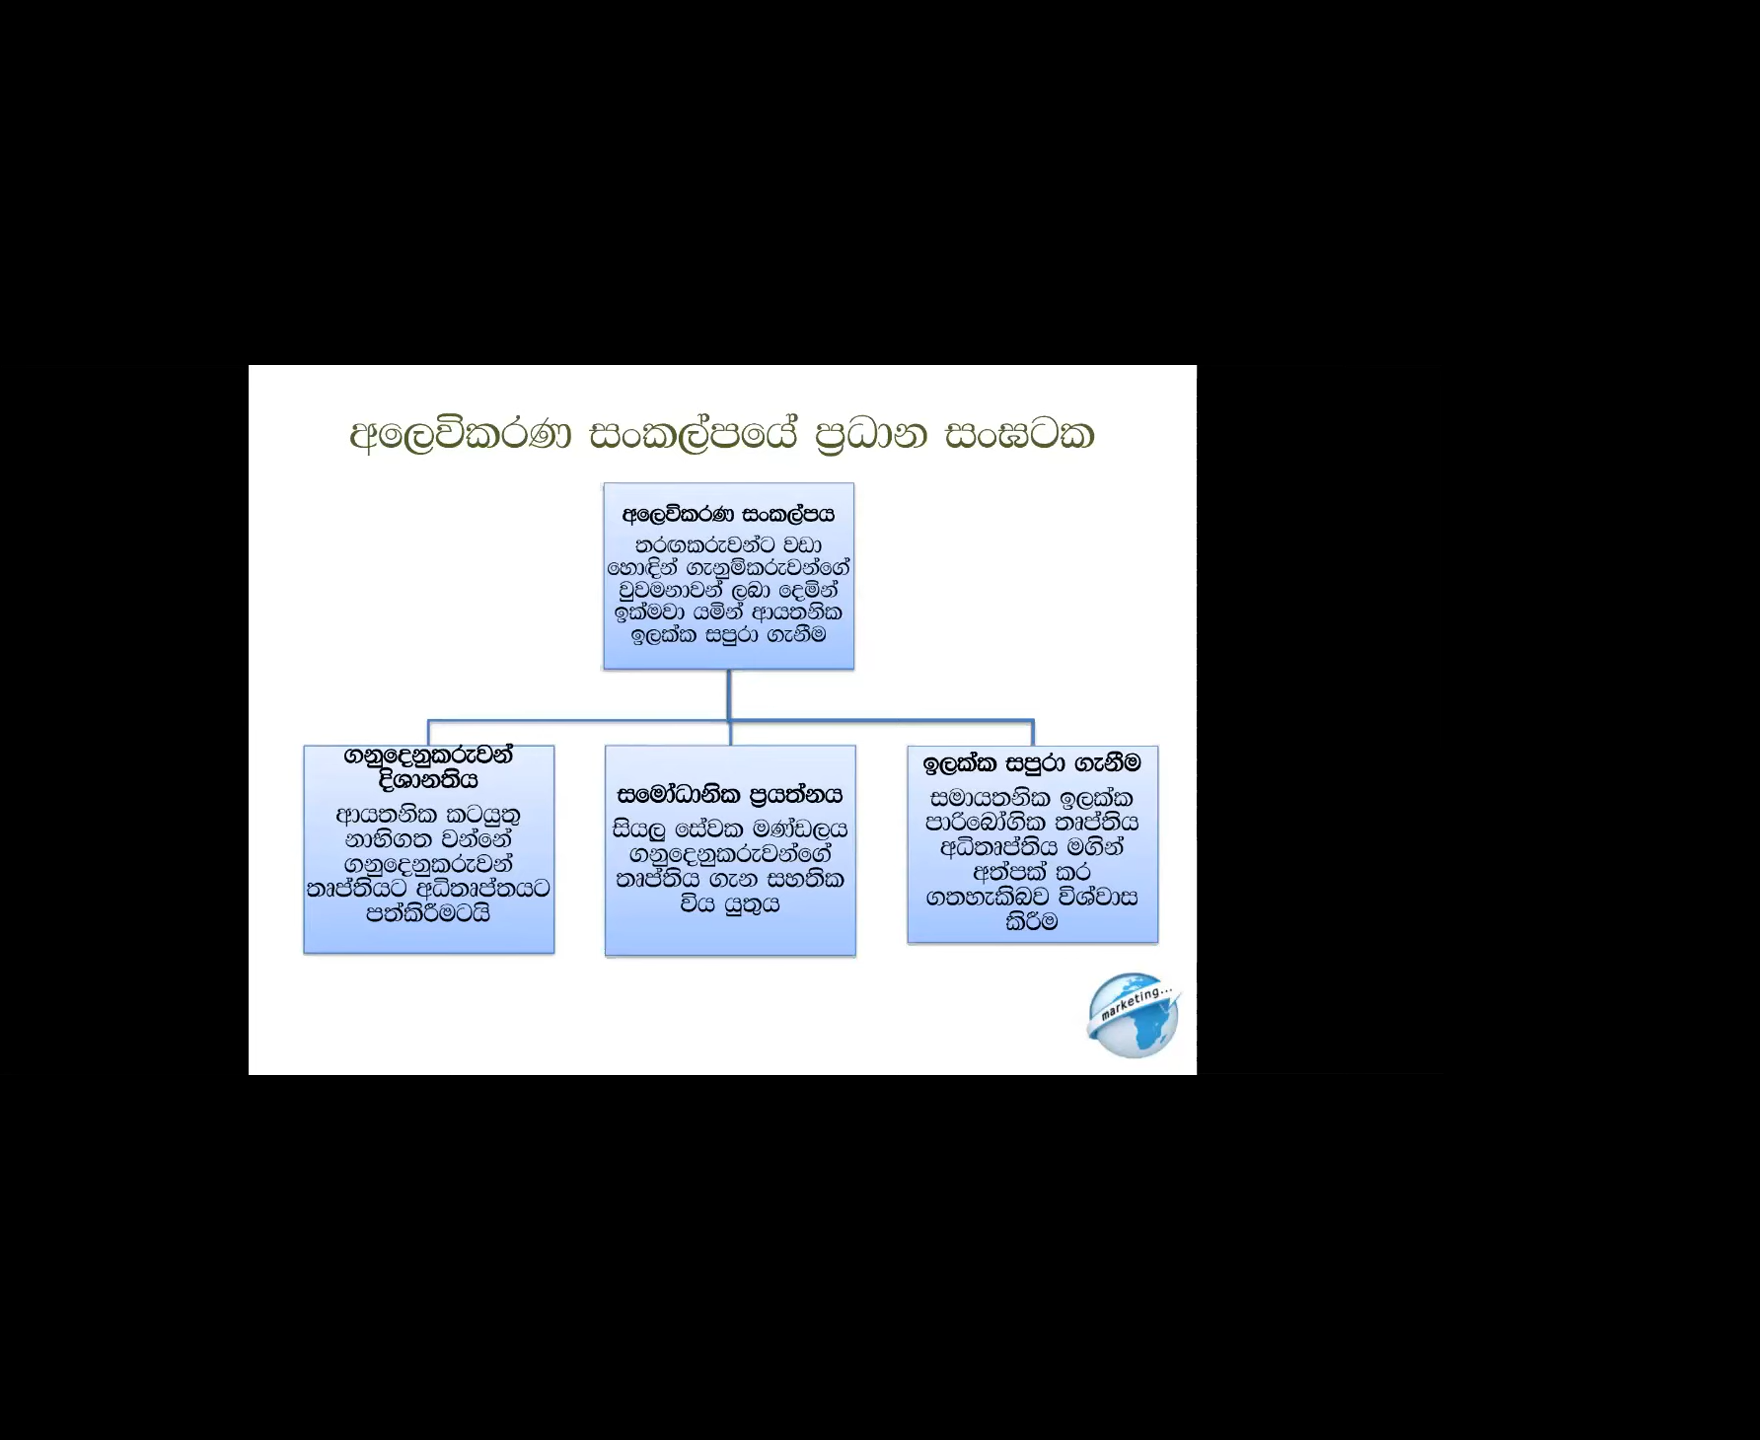 අලෙවිකරණ සංකල්පයේ ප්‍රධාන සංඝටක
අලෙවිකරණ සංකල්පය
තරඟකරුවන්ට වඩා
හොඳින් ගැනුම්කරුවන්ගේ
වුවමනාවන් ලබා දෙමින්
ඉක්මවා යමින් ආයතනික
ඉලක්ක සපුරා ගැනීම
ගනුදෙනුකරුවන්
දිශානතිය
ආයතනික කටයුතු
නාභිගත වන්නේ
ගනුදෙනුකරුවන්
තෘප්තියට අධිතෘප්තයට
පත්කිරීමටයි
සමෝධානික ප්‍රයත්නය
සියලු සේවක මණ්ඩලය
ගනුදෙනුකරුවන්ගේ
තෘප්තිය ගැන සහතික
විය යුතුය
ඉලක්ක සපුරා ගැනීම
සමායතනික ඉලක්ක
පාරිබෝගික තෘප්තිය
අධිතෘප්තිය මගින්
අත්පක් කර
ගතහැකිබව විශ්වාස
කිරීම
marketing...